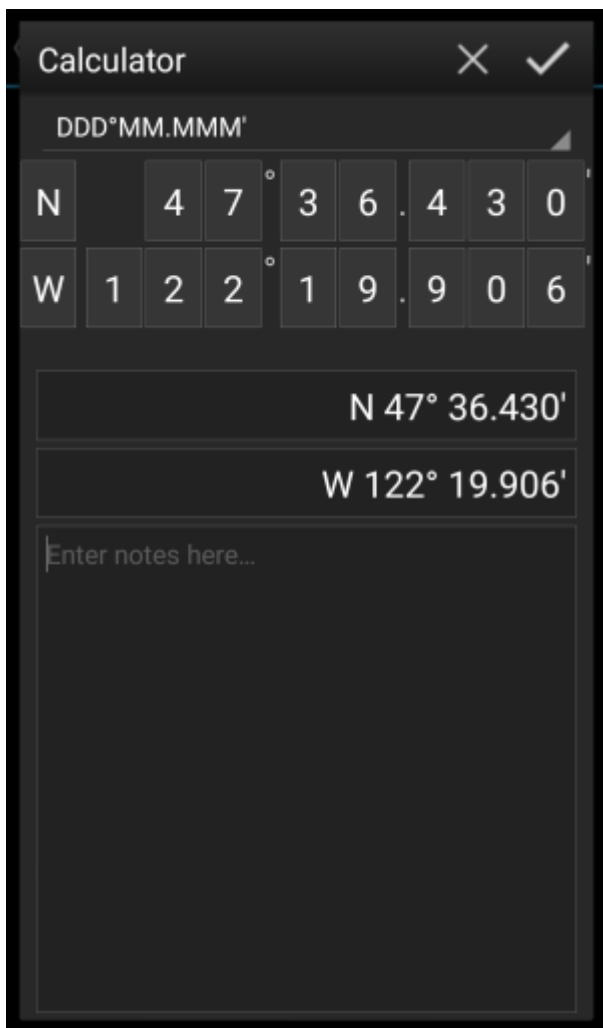 Calculator
DDD°MM.MMM'
N 4 7 ° 3 6 . 4 3 0 '
W 1 2 2 ° 1 9 . 9 0 6 '
N 47° 36.430'
W 122° 19.906'
Enter notes here...